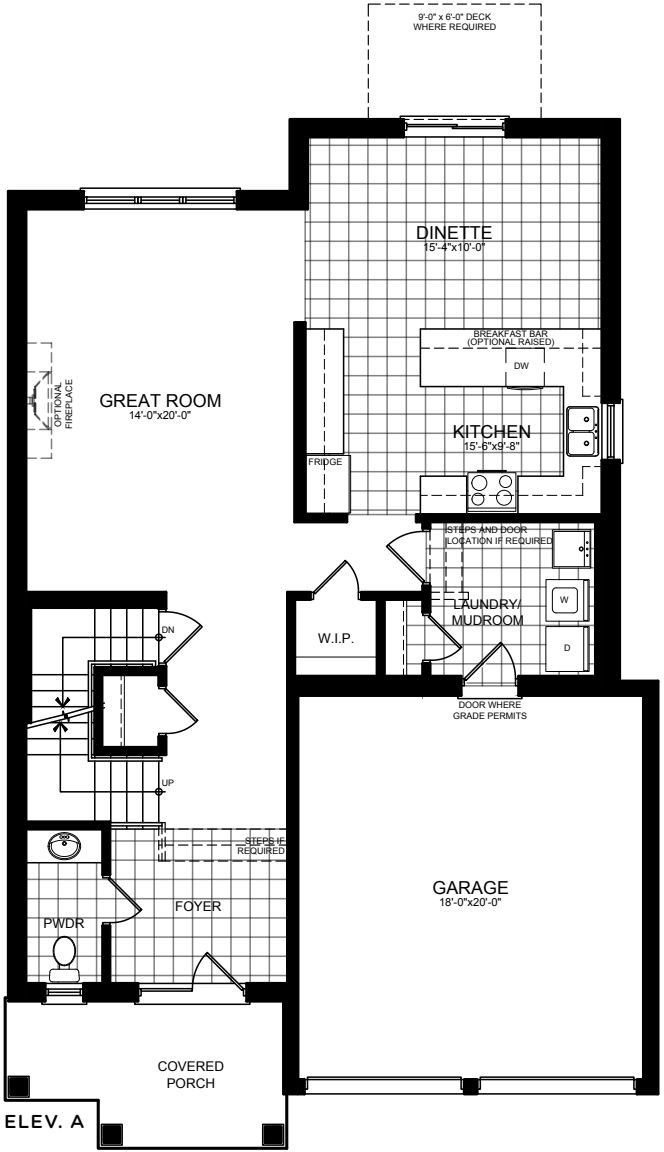 9'-0" x 6'-0" DECK
WHERE REQUIRED
DINETTE
15'-4"x10'-0"
BREAKFAST BAR
(OPTIONAL RAISED)
DW
OPTIONAL
FIREPLACE
GREAT ROOM
14'-0"x20'-0"
KITCHEN
15'-6"x9'-8"
FRIDGE
STEPS AND DOOR
LOCATION IF REQUIRED
W
LAUNDRY/
MUDROOM
DN
W.I.P.
D
DOOR WHERE
GRADE PERMITS
UP
STEPS IF
REQUIRED
GARAGE
18'-0"x20'-0"
FOYER
PWDR
COVERED
PORCH
ELEV. A